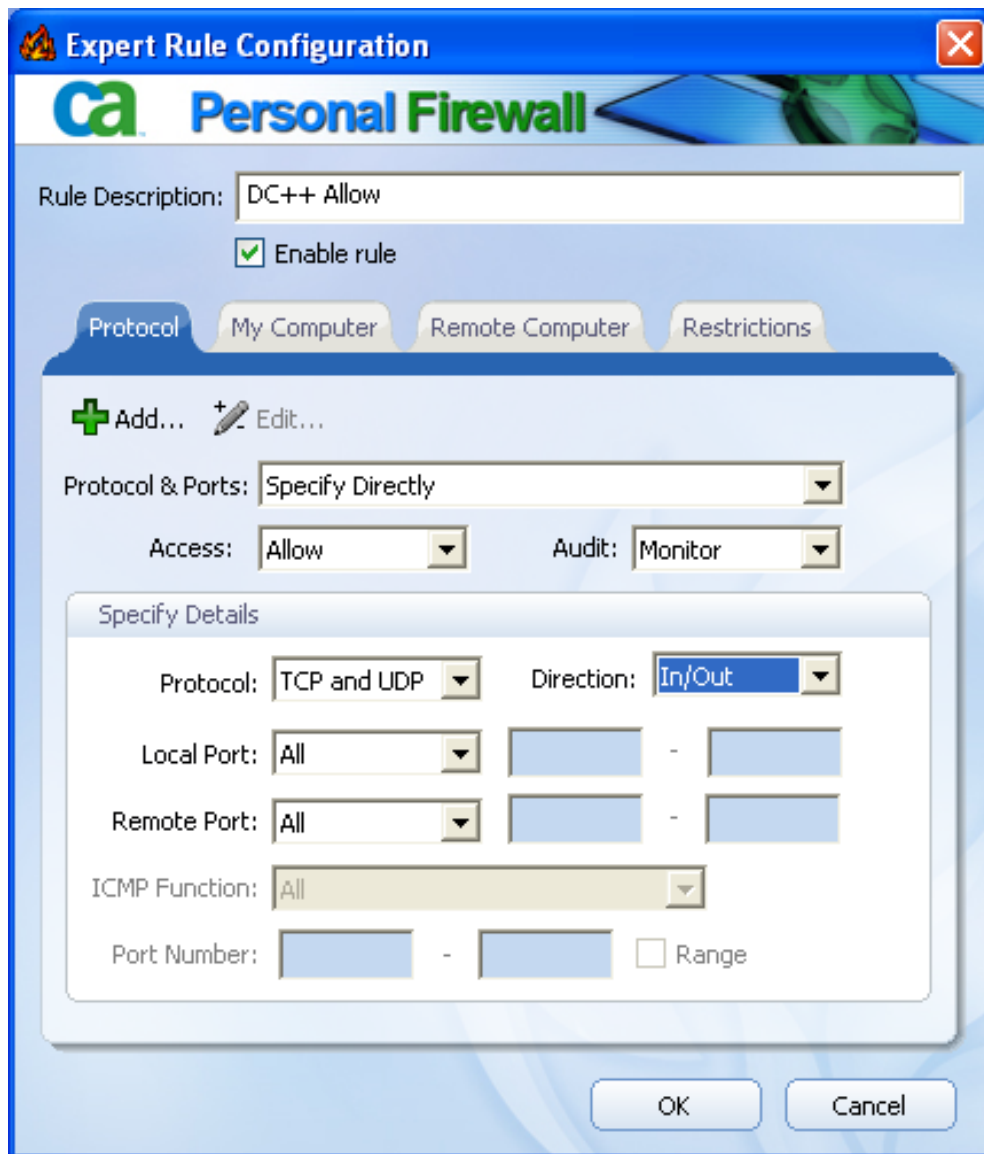 Expert Rule Configuration
ca Personal Firewall
Rule Description: DC++ Allow
Enable rule
Protocol My Computer Remote Computer Restrictions
Add... Edit...
Protocol & Ports: Specify Directly
Access: Allow Audit: Monitor
Specify Details
Protocol: TCP and UDP Direction: In/Out
Local Port: All -
Remote Port: All -
ICMP Function: All
Port Number: - Range
OK Cancel